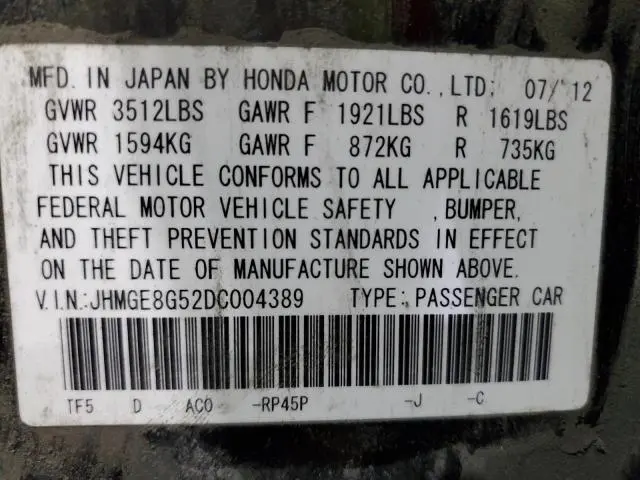 MFD. IN JAPAN BY HONDA MOTOR CO., LTD; 07/'12
GVWR 3512LBS GAWR F 1921LBS R 1619LBS
GVWR 1594KG GAWR F 872KG R 735KG
THIS VEHICLE CONFORMS TO ALL APPLICABLE
FEDERAL MOTOR VEHICLE SAFETY , BUMPER,
AND THEFT PREVENTION STANDARDS IN EFFECT
ON THE DATE OF MANUFACTURE SHOWN ABOVE.
V.I.N.:JHMGE8G52DC004389 TYPE: PASSENGER CAR
TF5 D AC0 -RP45P -J -C